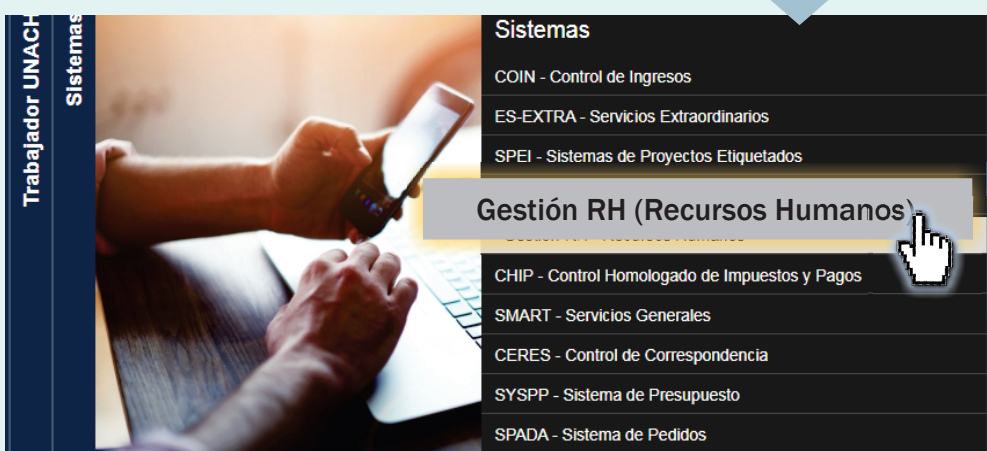 Trabajador UNACH
Sistemas
Sistemas
COIN - Control de Ingresos
ES-EXTRA - Servicios Extraordinarios
SPEI - Sistemas de Proyectos Etiquetados
Gestión RH (Recursos Humanos)
CHIP - Control Homologado de Impuestos y Pagos
SMART - Servicios Generales
CERES - Control de Correspondencia
SYSPP - Sistema de Presupuesto
SPADA - Sistema de Pedidos